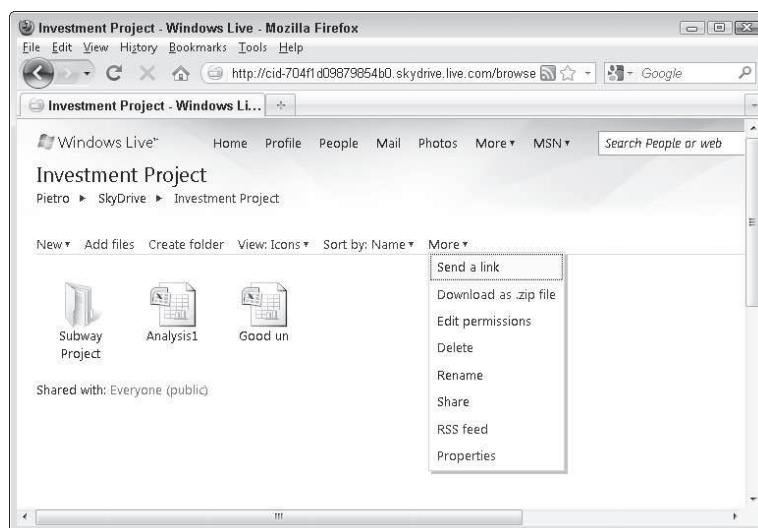 Investment Project - Windows Live - Mozilla Firefox
File Edit View History Bookmarks Tools Help
http://cid-704f1d09879854b0.skydrive.live.com/browse Google
Investment Project - Windows Li...
Windows Live™ Home Profile People Mail Photos More MSN Search People or web
Investment Project
Pietro ► SkyDrive ► Investment Project
New Add files Create folder View: Icons Sort by: Name More
Send a link
Download as .zip file
Edit permissions
Delete
Rename
Share
RSS feed
Properties
Subway Project
Analysis1
Good un
Shared with: Everyone (public)